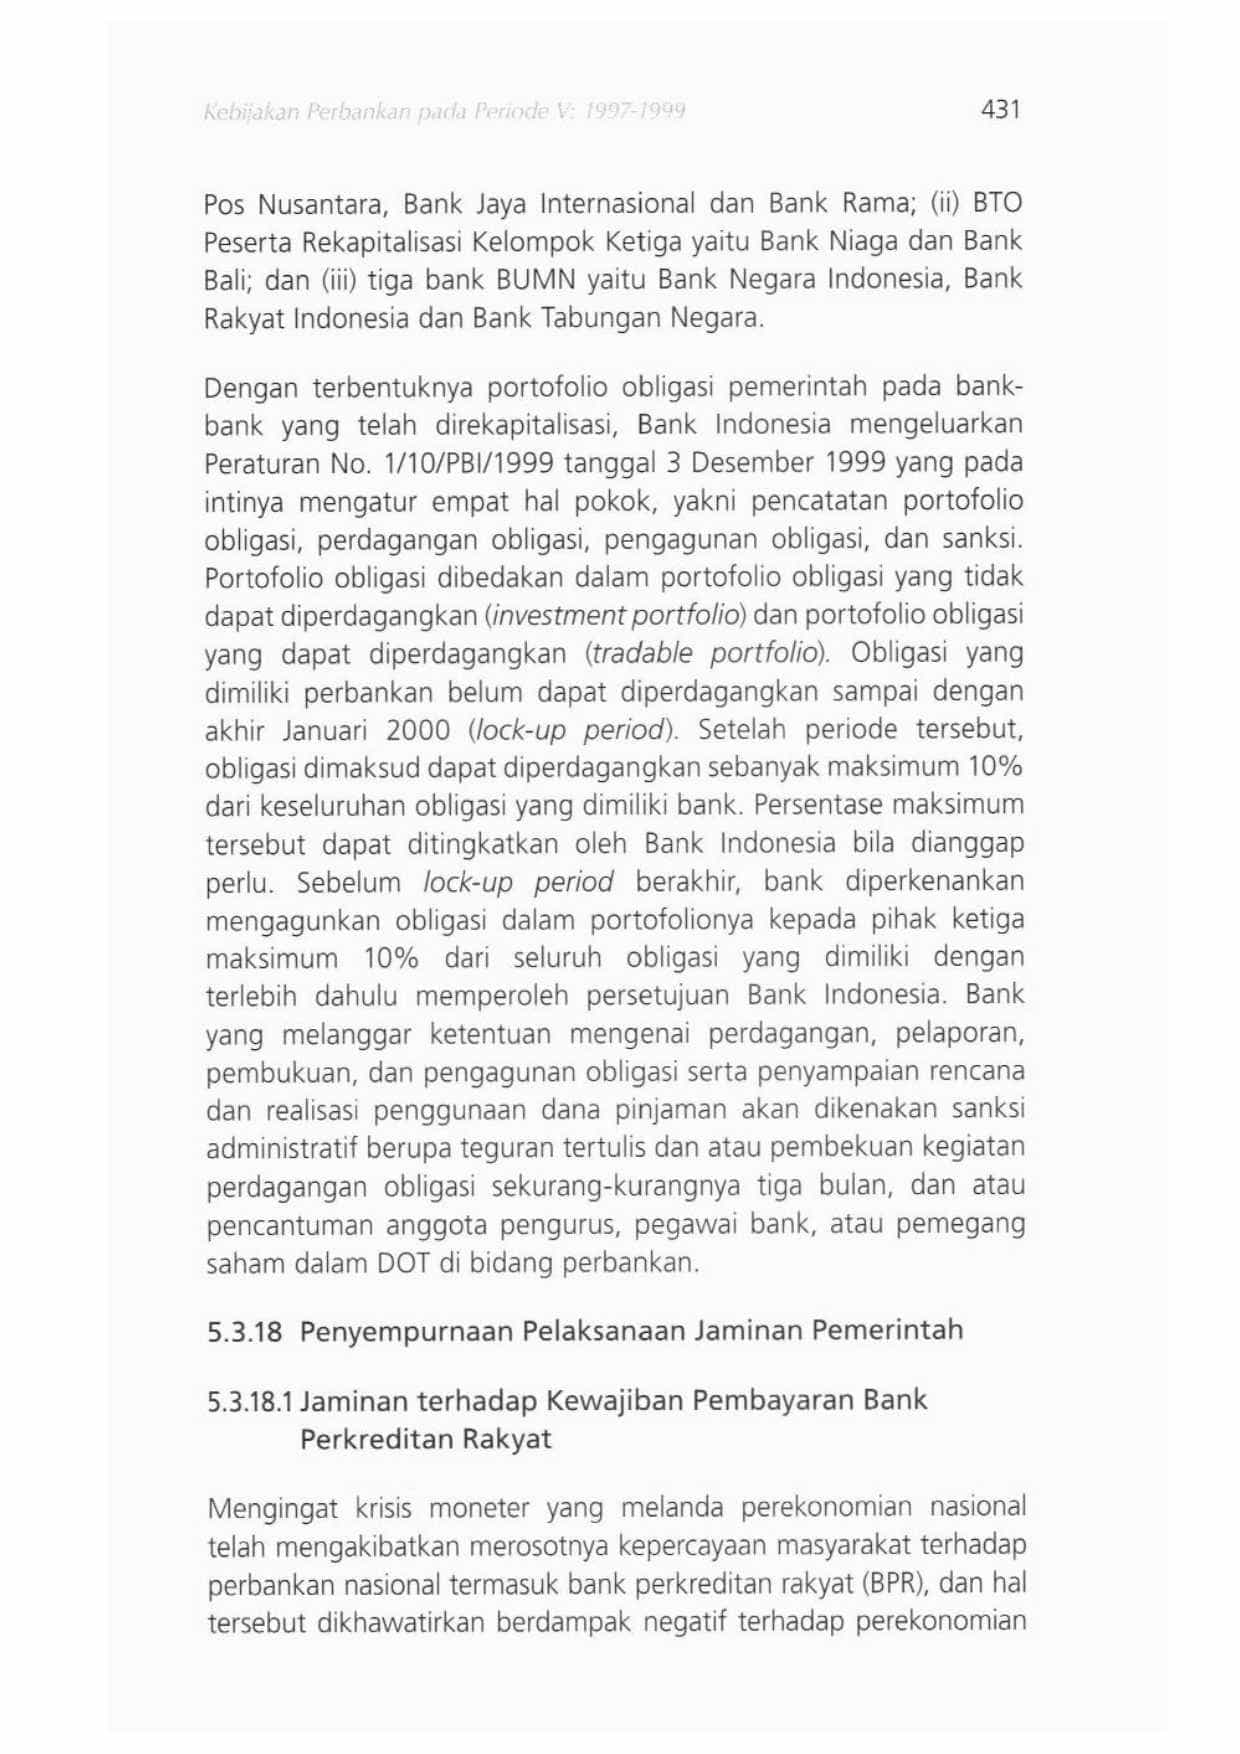 Kebijakan Perbankan pada Periode V: 1997-1999 431
Pos Nusantara, Bank Jaya Internasional dan Bank Rama; (ii) BTO
Peserta Rekapitalisasi Kelompok Ketiga yaitu Bank Niaga dan Bank
Bali; dan (iii) tiga bank BUMN yaitu Bank Negara Indonesia, Bank
Rakyat Indonesia dan Bank Tabungan Negara.
Dengan terbentuknya portofolio obligasi pemerintah pada bank-
bank yang telah direkapitalisasi, Bank Indonesia mengeluarkan
Peraturan No. 1/10/PBI/1999 tanggal 3 Desember 1999 yang pada
intinya mengatur empat hal pokok, yakni pencatatan portofolio
obligasi, perdagangan obligasi, pengagunan obligasi, dan sanksi.
Portofolio obligasi dibedakan dalam portofolio obligasi yang tidak
dapat diperdagangkan (investment portfolio) dan portofolio obligasi
yang dapat diperdagangkan (tradable portfolio). Obligasi yang
dimiliki perbankan belum dapat diperdagangkan sampai dengan
akhir Januari 2000 (lock-up period). Setelah periode tersebut,
obligasi dimaksud dapat diperdagangkan sebanyak maksimum 10%
dari keseluruhan obligasi yang dimiliki bank. Persentase maksimum
tersebut dapat ditingkatkan oleh Bank Indonesia bila dianggap
perlu. Sebelum lock-up period berakhir, bank diperkenankan
mengagunkan obligasi dalam portofolionya kepada pihak ketiga
maksimum 10% dari seluruh obligasi yang dimiliki dengan
terlebih dahulu memperoleh persetujuan Bank Indonesia. Bank
yang melanggar ketentuan mengenai perdagangan, pelaporan,
pembukuan, dan pengagunan obligasi serta penyampaian rencana
dan realisasi penggunaan dana pinjaman akan dikenakan sanksi
administratif berupa teguran tertulis dan atau pembekuan kegiatan
perdagangan obligasi sekurang-kurangnya tiga bulan, dan atau
pencantuman anggota pengurus, pegawai bank, atau pemegang
saham dalam DOT di bidang perbankan.
5.3.18 Penyempurnaan Pelaksanaan Jaminan Pemerintah
5.3.18.1 Jaminan terhadap Kewajiban Pembayaran Bank
Perkreditan Rakyat
Mengingat krisis moneter yang melanda perekonomian nasional
telah mengakibatkan merosotnya kepercayaan masyarakat terhadap
perbankan nasional termasuk bank perkreditan rakyat (BPR), dan hal
tersebut dikhawatirkan berdampak negatif terhadap perekonomian